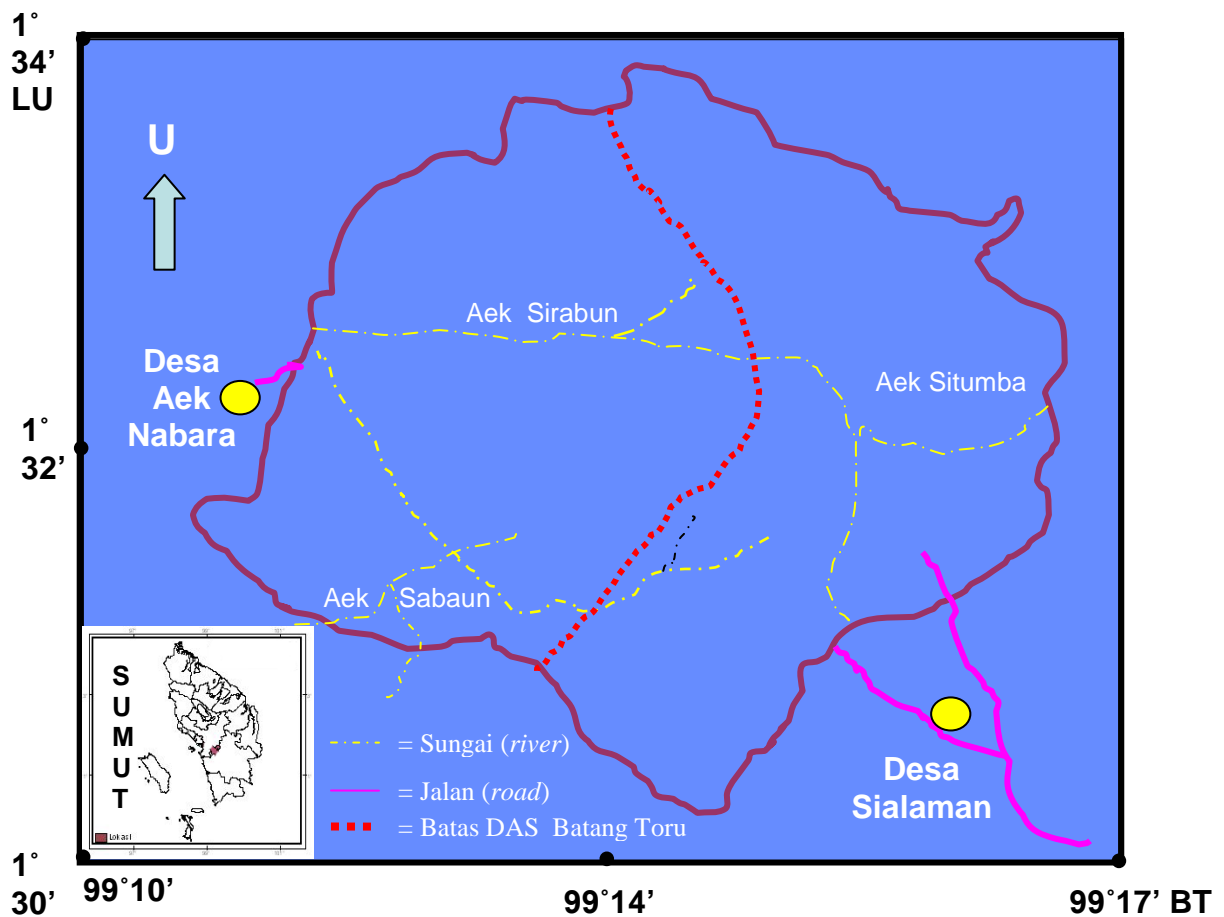 1°
34’
LU
U
Aek Sirabun
Desa
Aek
Nabara
Aek Situmba
1°
32’
Aek Sabaun
S
U
M
U
T
Lokasi
= Sungai (river)
= Jalan (road)
= Batas DAS Batang Toru
Desa
Sialaman
1°
30’
99°10’
99°14’
99°17’ BT